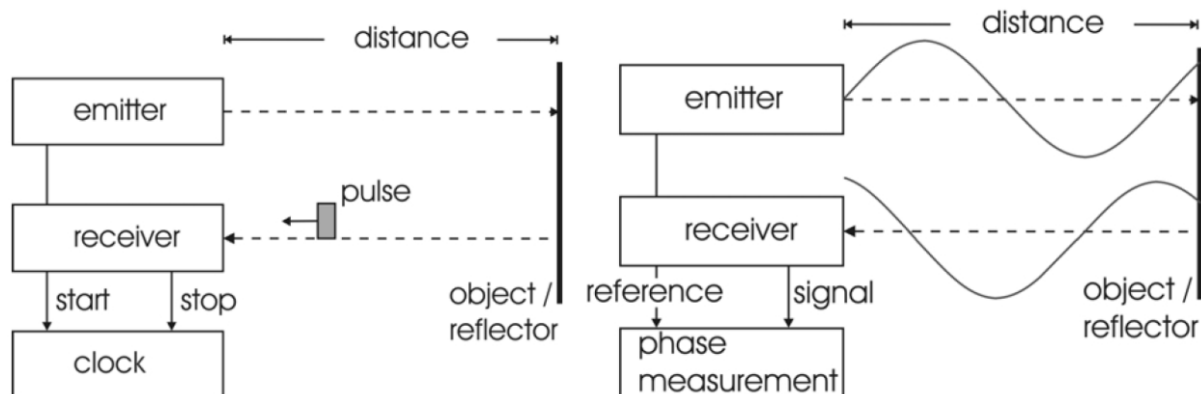 distance
emitter
pulse
receiver
start
stop
object /
reflector
clock
distance
emitter
receiver
reference
signal
object /
reflector
phase
measurement